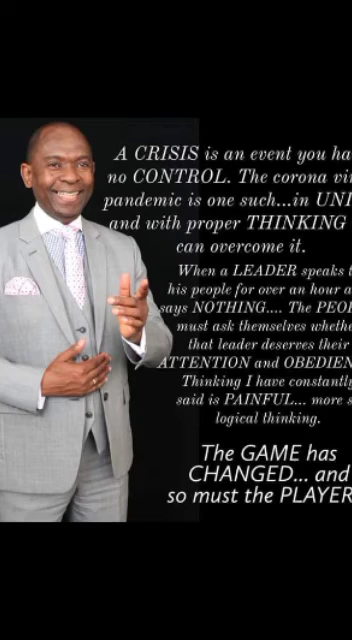 A CRISIS is an event you ha
no CONTROL. The corona vir
pandemic is one such...in UNI
and with proper THINKING
can overcome it.
When a LEADER speaks t
his people for over an hour a
says NOTHING.... The PEOP
must ask themselves whethe
that leader deserves their
ATTENTION and OBEDIEN
Thinking I have constantly
said is PAINFUL... more s
logical thinking.
The GAME has
CHANGED... and
so must the PLAYER